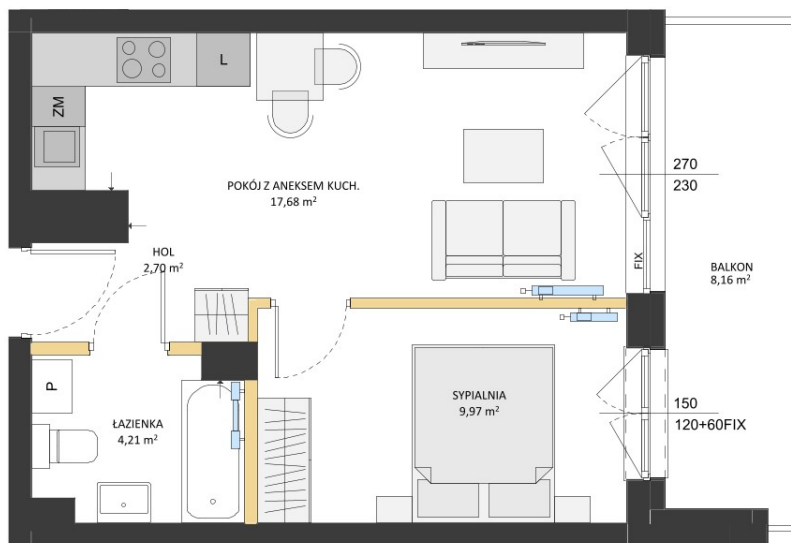 L
ZM
POKÓJ Z ANEKSEM KUCH.
17,68 m²
270
230
HOL
2,70 m²
FIX
BALKON
8,16 m²
P
ŁAZIENKA
4,21 m²
SYPIALNIA
9,97 m²
150
120+60FIX